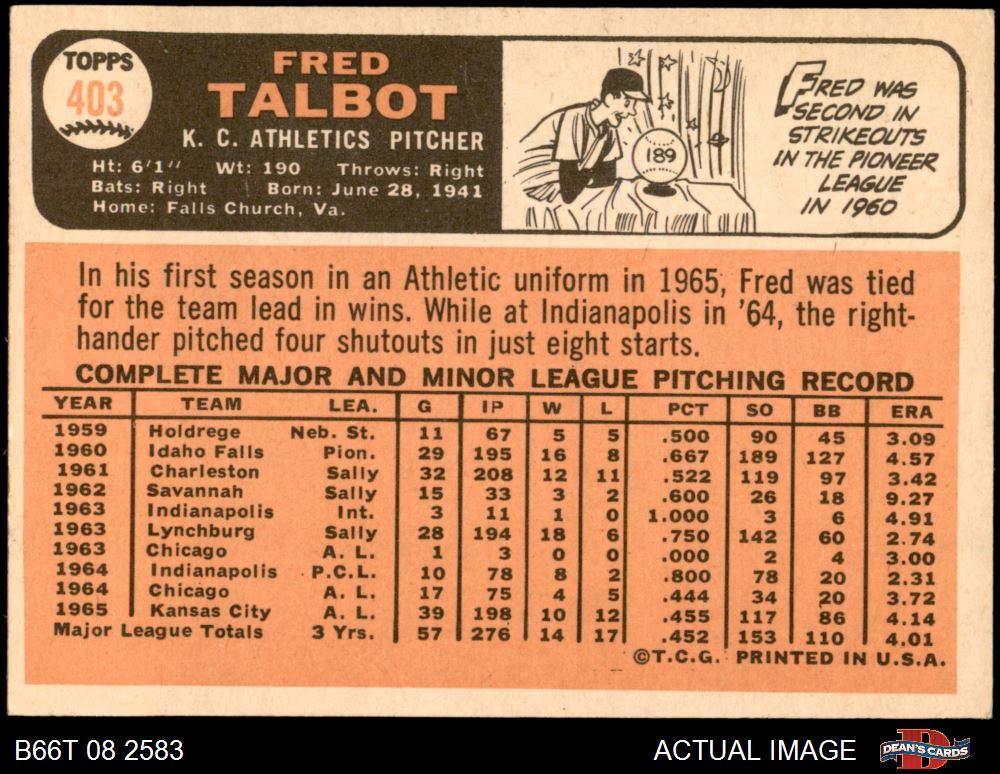 TOPPS
403
FRED
TALBOT
K. C. ATHLETICS PITCHER
Ht: 6'1" Wt: 190 Throws: Right
Bats: Right Born: June 28, 1941
Home: Falls Church, Va.
189
FRED WAS
SECOND IN
STRIKEOUTS
IN THE PIONEER
LEAGUE
IN 1960
In his first season in an Athletic uniform in 1965, Fred was tied
for the team lead in wins. While at Indianapolis in '64, the right-
hander pitched four shutouts in just eight starts.
COMPLETE MAJOR AND MINOR LEAGUE PITCHING RECORD
YEAR TEAM LEA. G IP W L PCT SO BB ERA
1959 Holdrege Neb. St. 11 67 5 5 .500 90 45 3.09
1960 Idaho Falls Pion. 29 195 16 8 .667 189 127 4.57
1961 Charleston Sally 32 208 12 11 .522 119 97 3.42
1962 Savannah Sally 15 33 3 2 .600 26 18 9.27
1963 Indianapolis Int. 3 11 1 0 1.000 3 6 4.91
1963 Lynchburg Sally 28 194 18 6 .750 142 60 2.74
1963 Chicago A. L. 1 3 0 0 .000 2 4 3.00
1964 Indianapolis P.C.L. 10 78 8 2 .800 78 20 2.31
1964 Chicago A. L. 17 75 4 5 .444 34 20 3.72
1965 Kansas City A. L. 39 198 10 12 .455 117 86 4.14
Major League Totals 3 Yrs. 57 276 14 17 .452 153 110 4.01
©T.C.G. PRINTED IN U.S.A.
B66T 08 2583
ACTUAL IMAGE
DEAN'S CARDS